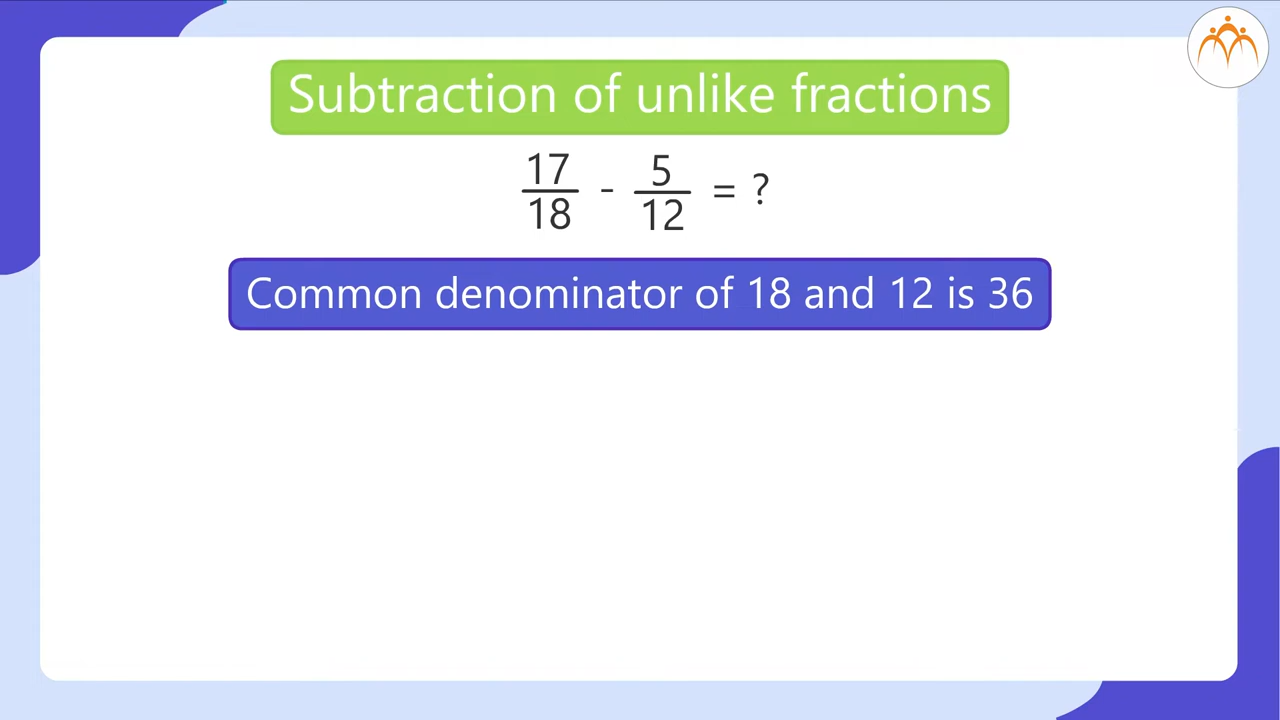 Subtraction of unlike fractions
17/18 - 5/12 = ?
Common denominator of 18 and 12 is 36